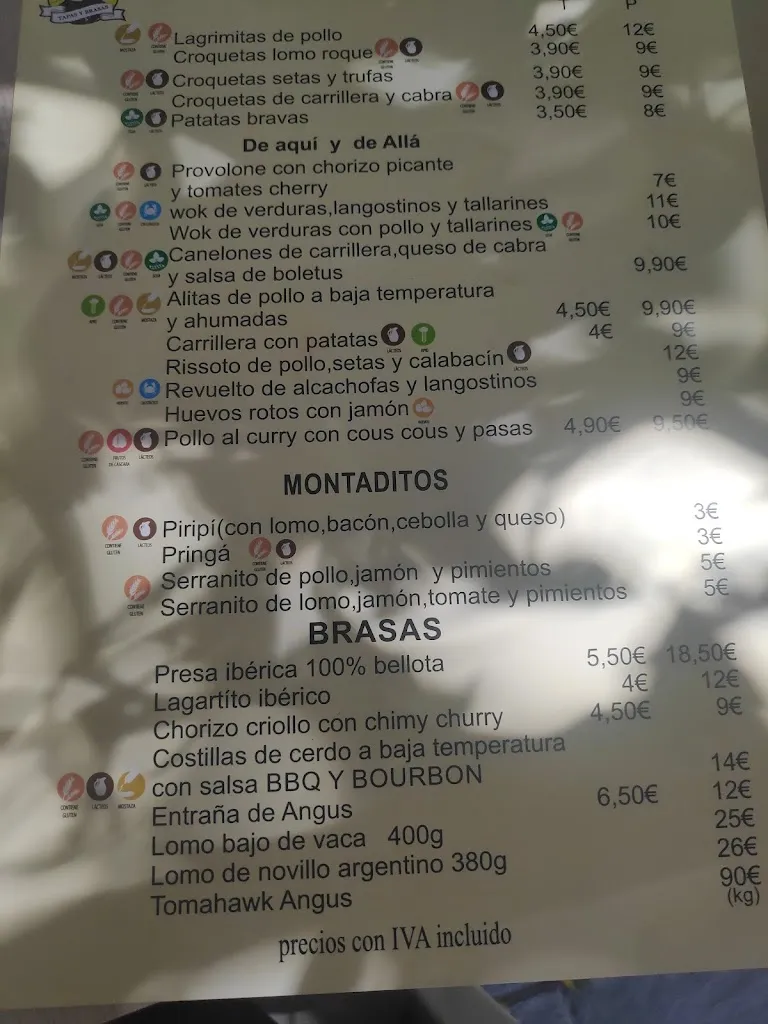 TAPAS Y BRASAS
T P
Lagrimitas de pollo 4,50€ 12€
Croquetas lomo roque 3,90€ 9€
Croquetas setas y trufas 3,90€ 9€
Croquetas de carrillera y cabra 3,90€ 9€
Patatas bravas 3,50€ 8€
De aquí y de Allá
Provolone con chorizo picante
y tomates cherry 7€
wok de verduras,langostinos y tallarines 11€
Wok de verduras con pollo y tallarines 10€
Canelones de carrillera,queso de cabra
y salsa de boletus 9,90€
Alitas de pollo a baja temperatura
y ahumadas 4,50€ 9,90€
Carrillera con patatas 4€ 9€
Rissoto de pollo,setas y calabacín 12€
Revuelto de alcachofas y langostinos 9€
Huevos rotos con jamón 9€
Pollo al curry con cous cous y pasas 4,90€ 9,50€
MONTADITOS
Piripí(con lomo,bacón,cebolla y queso) 3€
Pringá 3€
Serranito de pollo,jamón y pimientos 5€
Serranito de lomo,jamón,tomate y pimientos 5€
BRASAS
Presa ibérica 100% bellota 5,50€ 18,50€
Lagartíto ibérico 4€ 12€
Chorizo criollo con chimy churry 4,50€ 9€
Costillas de cerdo a baja temperatura
con salsa BBQ Y BOURBON 14€
Entraña de Angus 6,50€ 12€
Lomo bajo de vaca 400g 25€
Lomo de novillo argentino 380g 26€
Tomahawk Angus 90€
(kg)
precios con IVA incluido